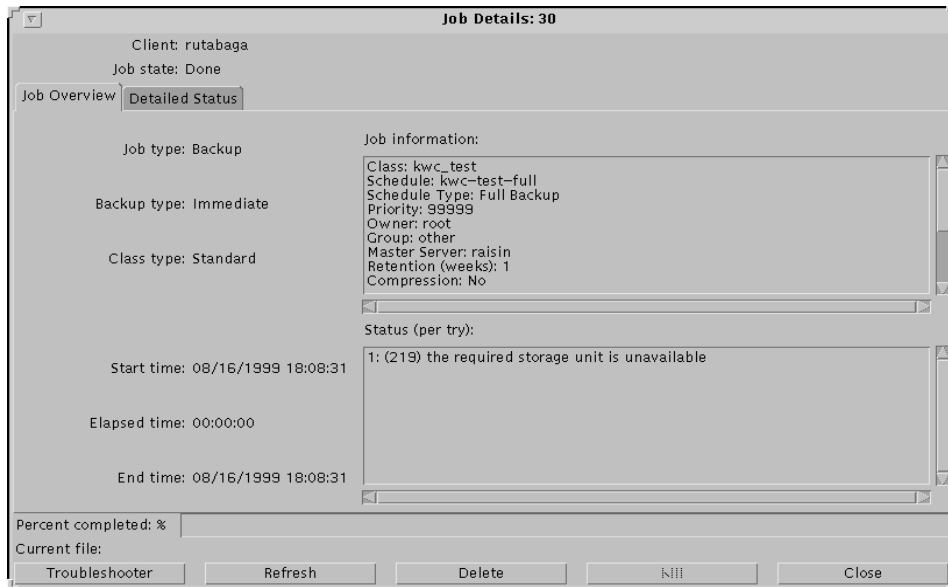 Job Details: 30
Client: rutabaga
Job state: Done
Job Overview
Detailed Status
Job type: Backup
Backup type: Immediate
Class type: Standard
Job information:
Class: kwc_test
Schedule: kwc-test-full
Schedule Type: Full Backup
Priority: 99999
Owner: root
Group: other
Master Server: raisin
Retention (weeks): 1
Compression: No
Start time: 08/16/1999 18:08:31
Elapsed time: 00:00:00
End time: 08/16/1999 18:08:31
Status (per try):
1: (219) the required storage unit is unavailable
Percent completed: %
Current file:
Troubleshooter
Refresh
Delete
Kill
Close